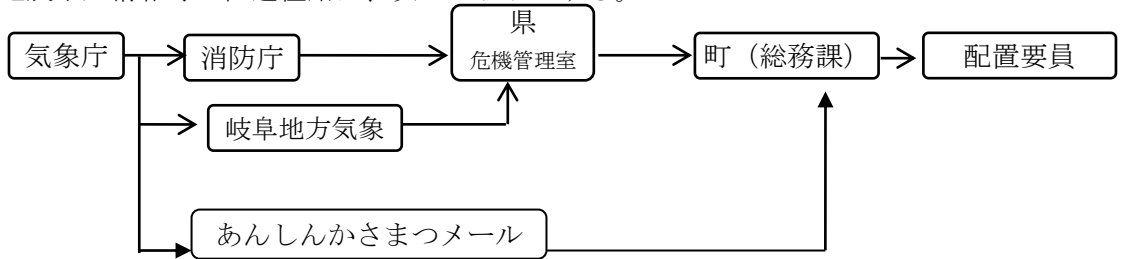 気象庁
消防庁
県
危機管理室
町（総務課）
配置要員
岐阜地方気象
あんしんかさまつメール